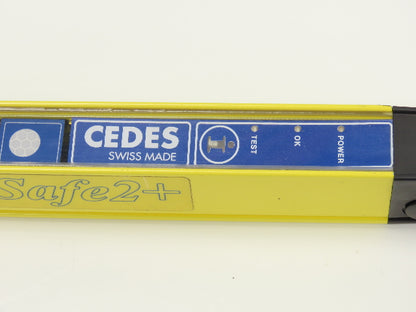 CEDES
SWISS MADE
TEST
OK
POWER
Safe2+